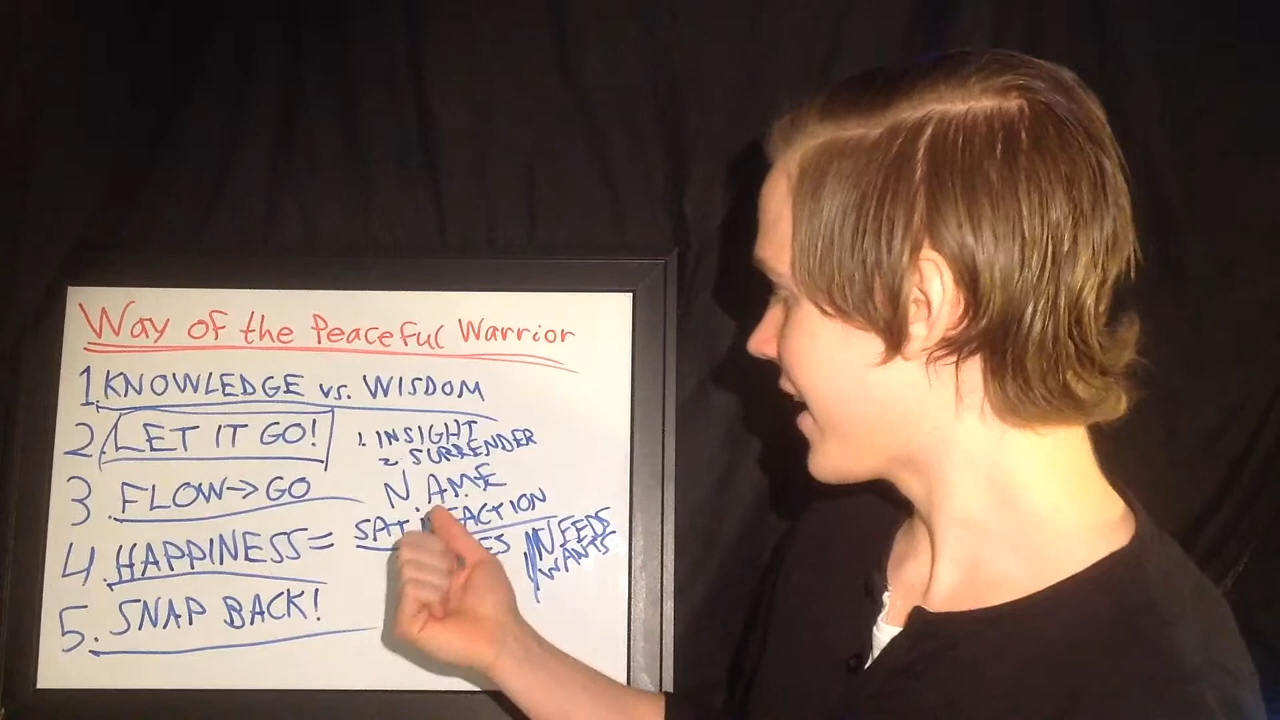 Way of the Peaceful Warrior
1. KNOWLEDGE vs. WISDOM
2. LET IT GO! 1. INSIGHT
2 SURRENDER
3. FLOW→GO NAME
4. HAPPINESS = NEEDS
WANTS
5. SNAP BACK!